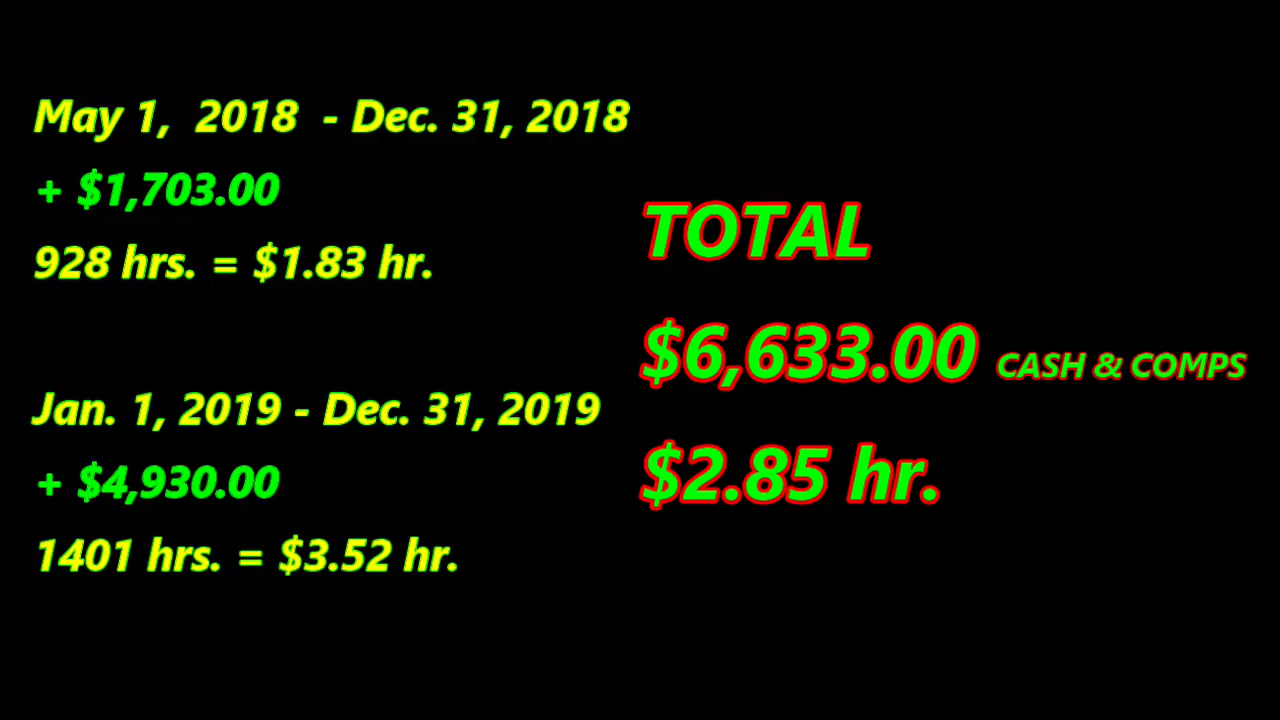 May 1, 2018 - Dec. 31, 2018
+ $1,703.00
928 hrs. = $1.83 hr.
Jan. 1, 2019 - Dec. 31, 2019
+ $4,930.00
1401 hrs. = $3.52 hr.
TOTAL
$6,633.00 CASH & COMPS
$2.85 hr.